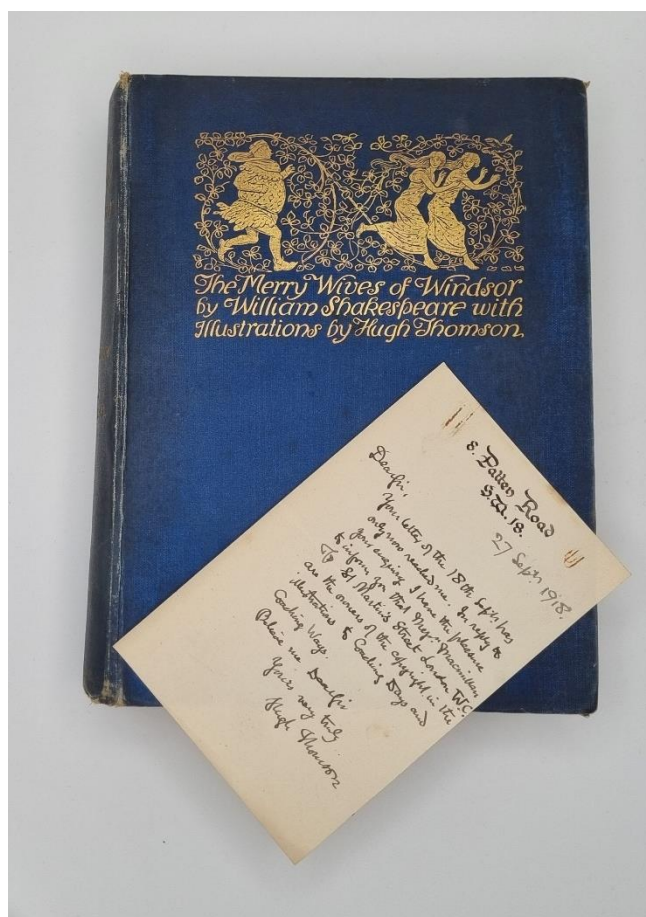 The Merry Wives of Windsor
by William Shakespeare with
Illustrations by Hugh Thomson.
8. Patten Road
S.W.18.
27 Septr. 1918.
Dear Sir,
Your letter of the 18th Septr has
only now reached me. In reply to
your enquiry I have the pleasure
to inform you that Messrs Macmillan
St Martin's Street London W.C.
are the owners of the copyright in the
illustrations to Coaching Days and
Coaching Ways.
Believe me Dear Sir
Yours very truly
Hugh Thomson